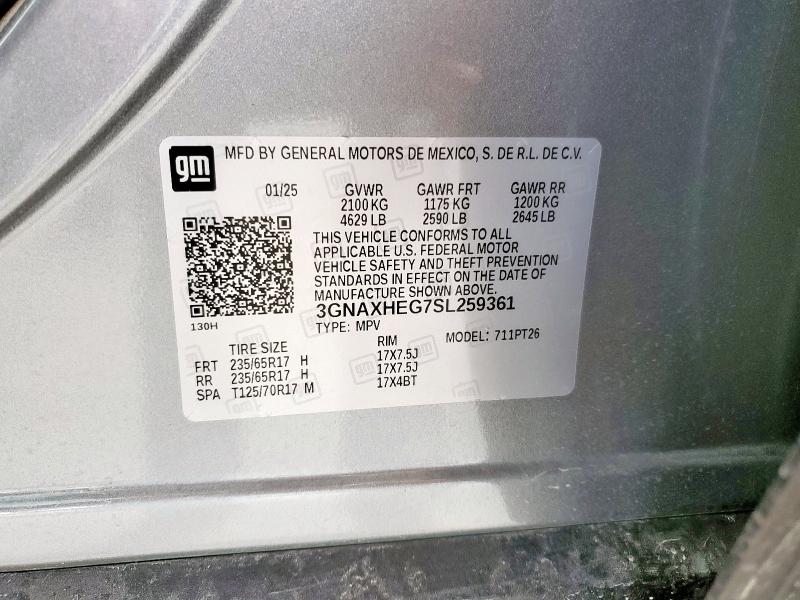 gm MFD BY GENERAL MOTORS DE MEXICO, S. DE R.L. DE C.V.
01/25 GVWR GAWR FRT GAWR RR
2100 KG 1175 KG 1200 KG
4629 LB 2590 LB 2645 LB
THIS VEHICLE CONFORMS TO ALL
APPLICABLE U.S. FEDERAL MOTOR
VEHICLE SAFETY AND THEFT PREVENTION
STANDARDS IN EFFECT ON THE DATE OF
MANUFACTURE SHOWN ABOVE.
3GNAXHEG7SL259361
130H
TYPE: MPV MODEL: 711PT26
TIRE SIZE RIM
FRT 235/65R17 H 17X7.5J
RR 235/65R17 H 17X7.5J
SPA T125/70R17 M 17X4BT